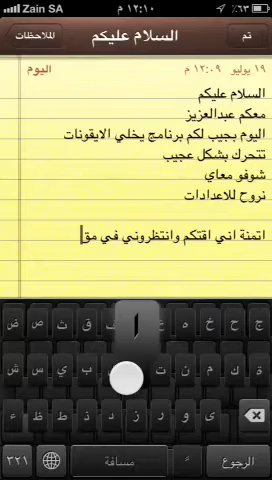 Zain SA ١٢:١٠ م ٪٦٣
تم السلام عليكم الملاحظات
١٩ يوليو ١٢:٠٩ م اليوم
السلام عليكم
معكم عبدالعزيز
اليوم بجيب لكم برنامج يخلي الايقونات
تتحرك بشكل عجيب
شوفو معاي
نروح للاعدادات
اتمنة اني افتكم وانتظروني في مق
ا
ج ح خ ه ع ف ق ث ص ض
ة ك م ن ت ل ب ي س ش
ى و ر ز د ذ ط ظ ء
الرجوع مسافة ٣٢١